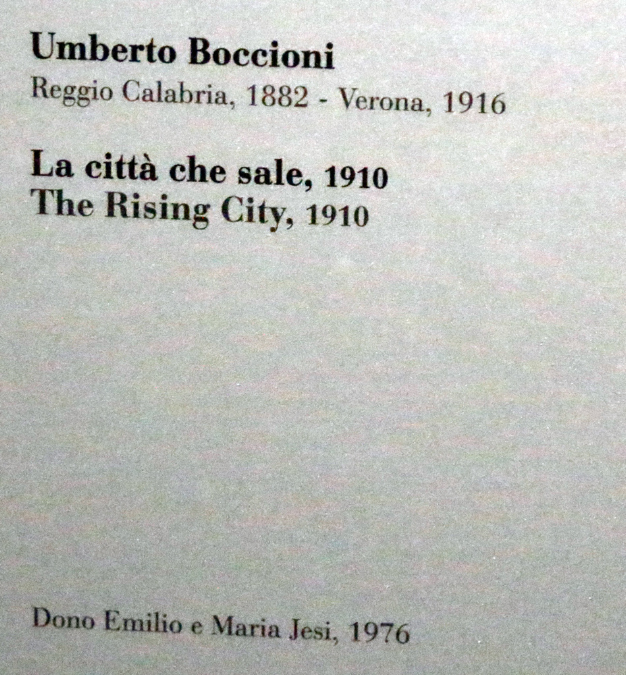 Umberto Boccioni
Reggio Calabria, 1882 - Verona, 1916
La città che sale, 1910
The Rising City, 1910
Dono Emilio e Maria Jesi, 1976